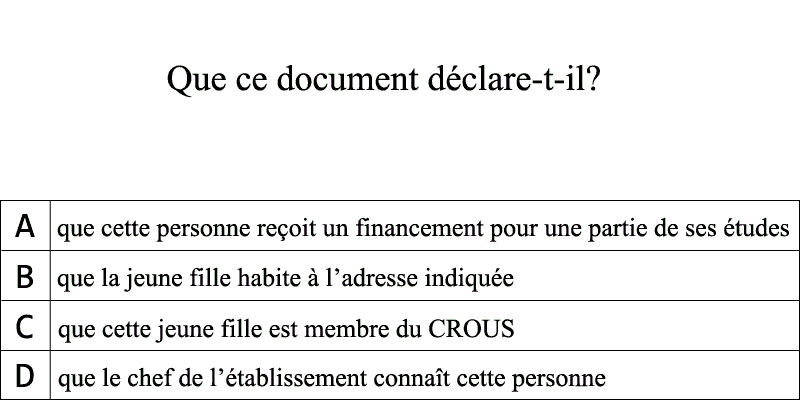 Que ce document déclare-t-il?
A que cette personne reçoit un financement pour une partie de ses études
B que la jeune fille habite à l’adresse indiquée
C que cette jeune fille est membre du CROUS
D que le chef de l’établissement connaît cette personne